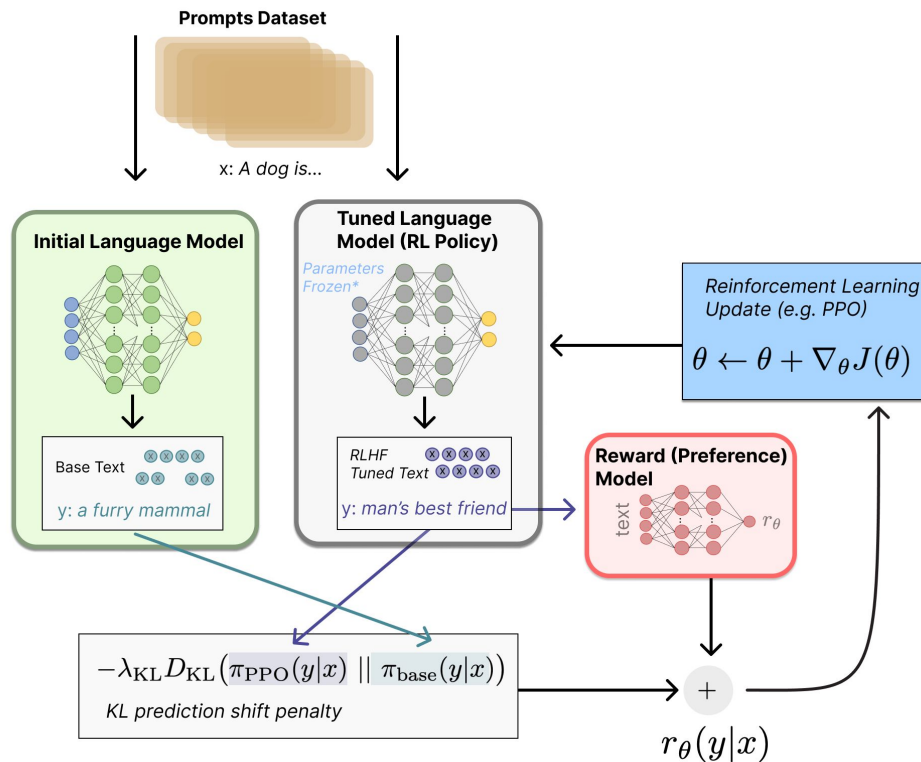 Prompts Dataset
x: A dog is...
Initial Language Model
Base Text
x x x x
x x x x
y: a furry mammal
Tuned Language
Model (RL Policy)
Parameters
Frozen*
RLHF
Tuned Text
x x x x
x x x x
y: man's best friend
Reinforcement Learning
Update (e.g. PPO)
θ ← θ + ∇θJ(θ)
Reward (Preference)
Model
text
rθ
−λKL DKL(πPPO(y|x) || πbase(y|x))
KL prediction shift penalty
+
rθ(y|x)